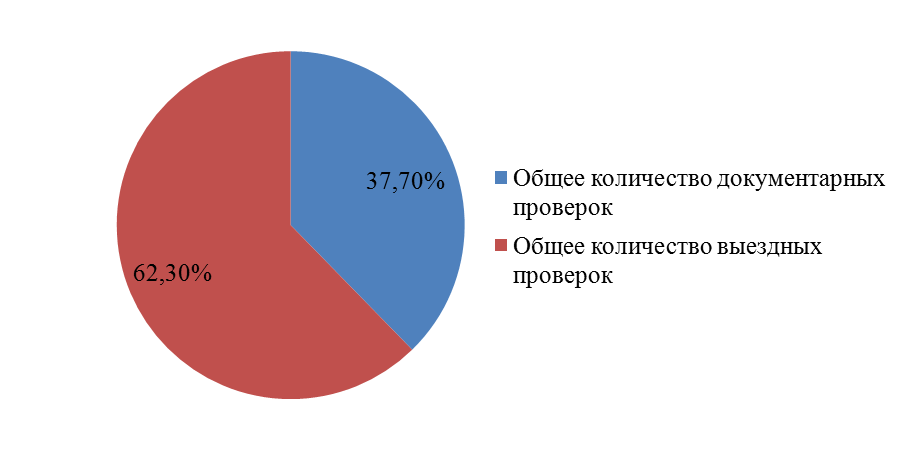 37,70%
62,30%
Общее количество документарных
проверок
Общее количество выездных
проверок